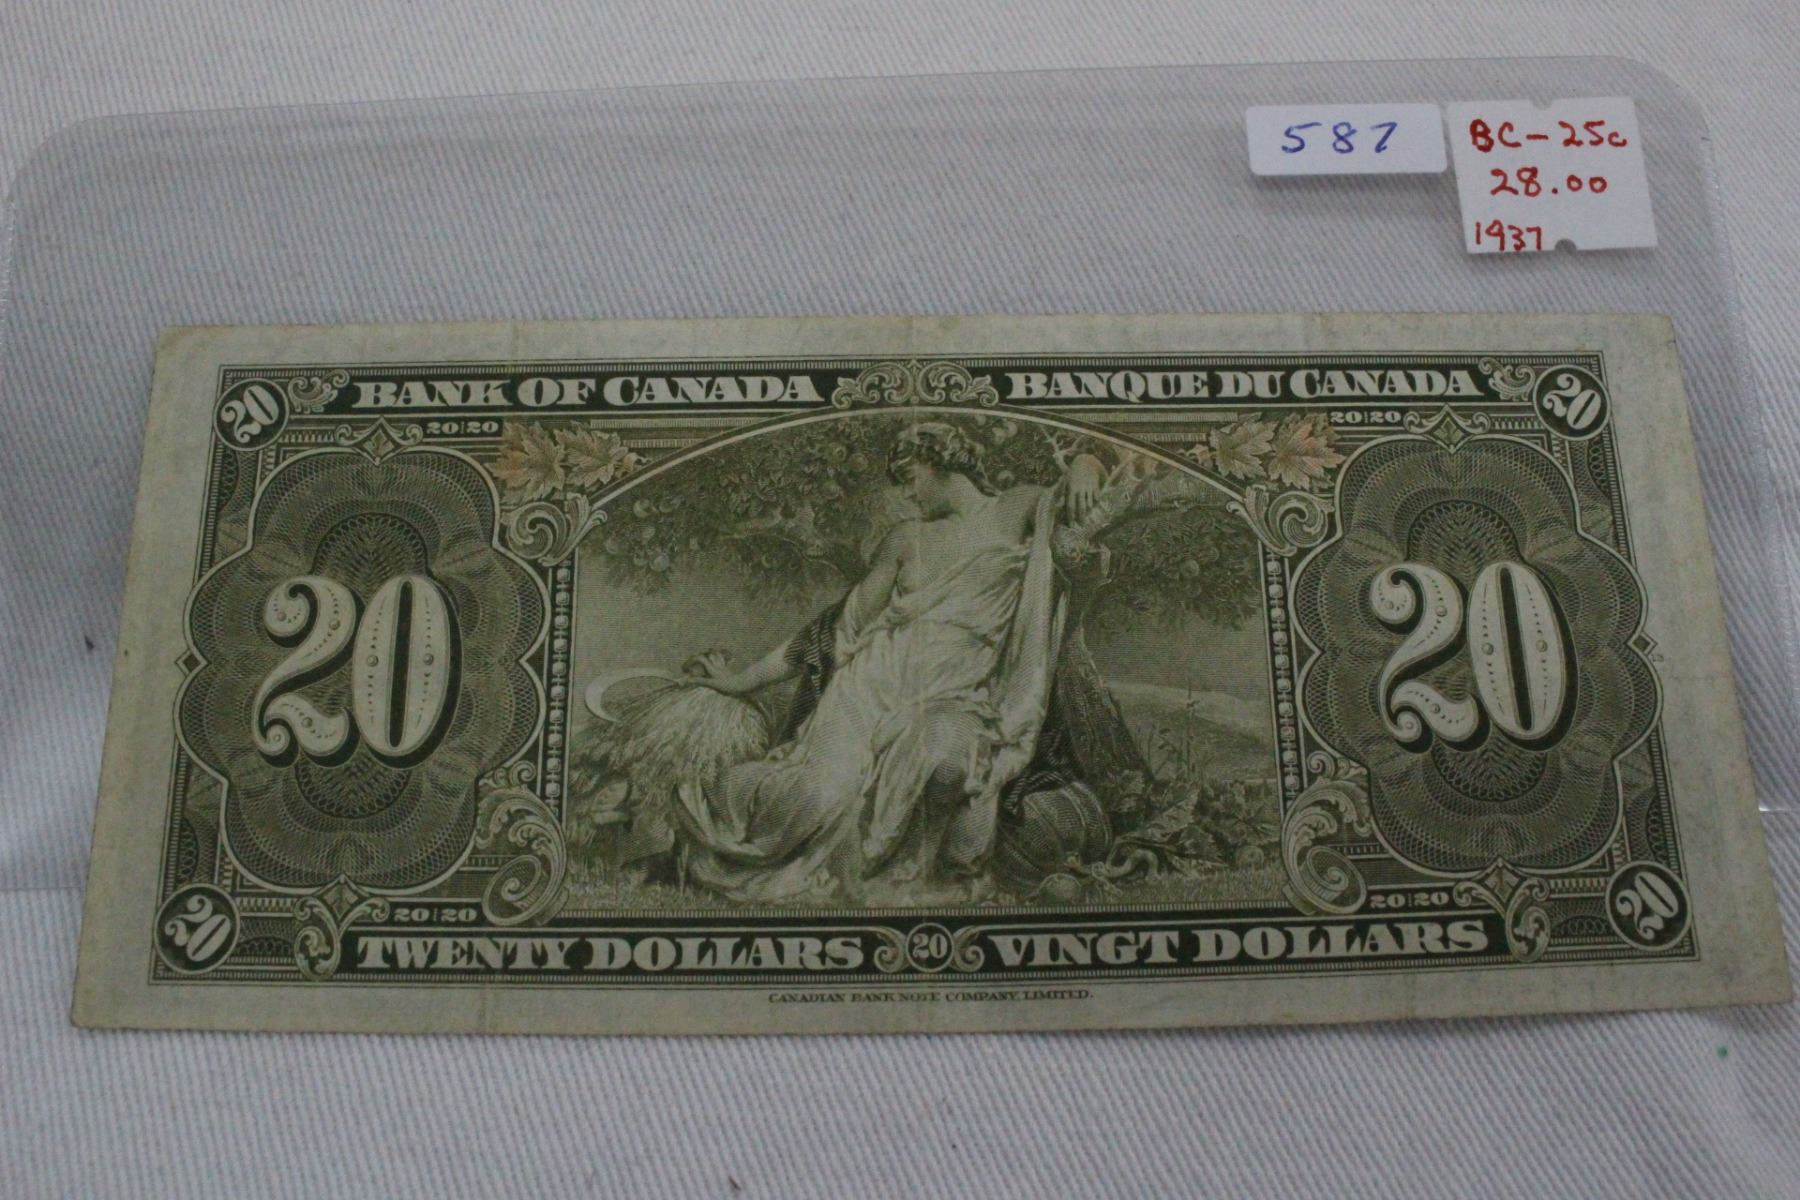 587
BC-25c
28.00
1937
BANK OF CANADA BANQUE DU CANADA
20 20
20 20 20 20
20 20
20 20 20 20
20 20
TWENTY DOLLARS 20 VINGT DOLLARS
CANADIAN BANK NOTE COMPANY, LIMITED.